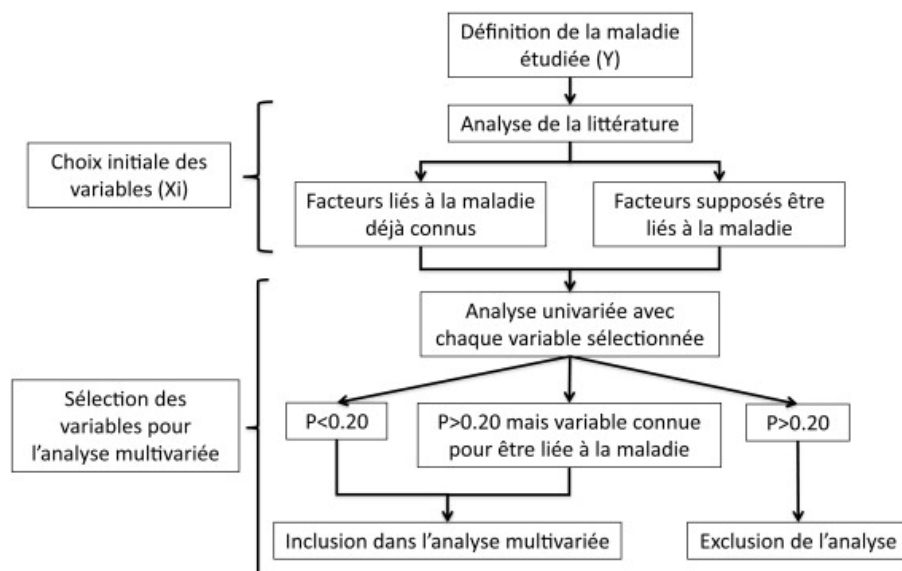 Définition de la maladie
étudiée (Y)
Analyse de la littérature
Choix initiale des
variables (Xi)
Facteurs liés à la maladie
déjà connus
Facteurs supposés être
liés à la maladie
Analyse univariée avec
chaque variable sélectionnée
Sélection des
variables pour
l'analyse multivariée
P<0.20
P>0.20 mais variable connue
pour être liée à la maladie
P>0.20
Inclusion dans l'analyse multivariée
Exclusion de l'analyse